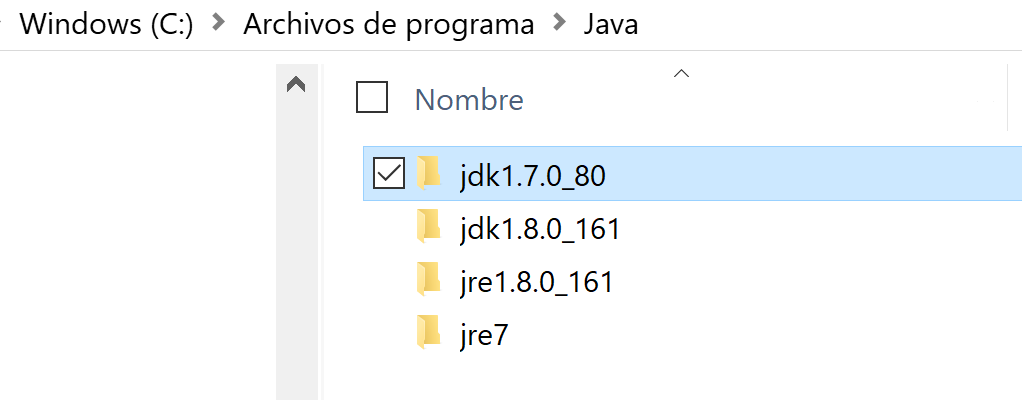 Windows (C:) > Archivos de programa > Java
Nombre
jdk1.7.0_80
jdk1.8.0_161
jre1.8.0_161
jre7